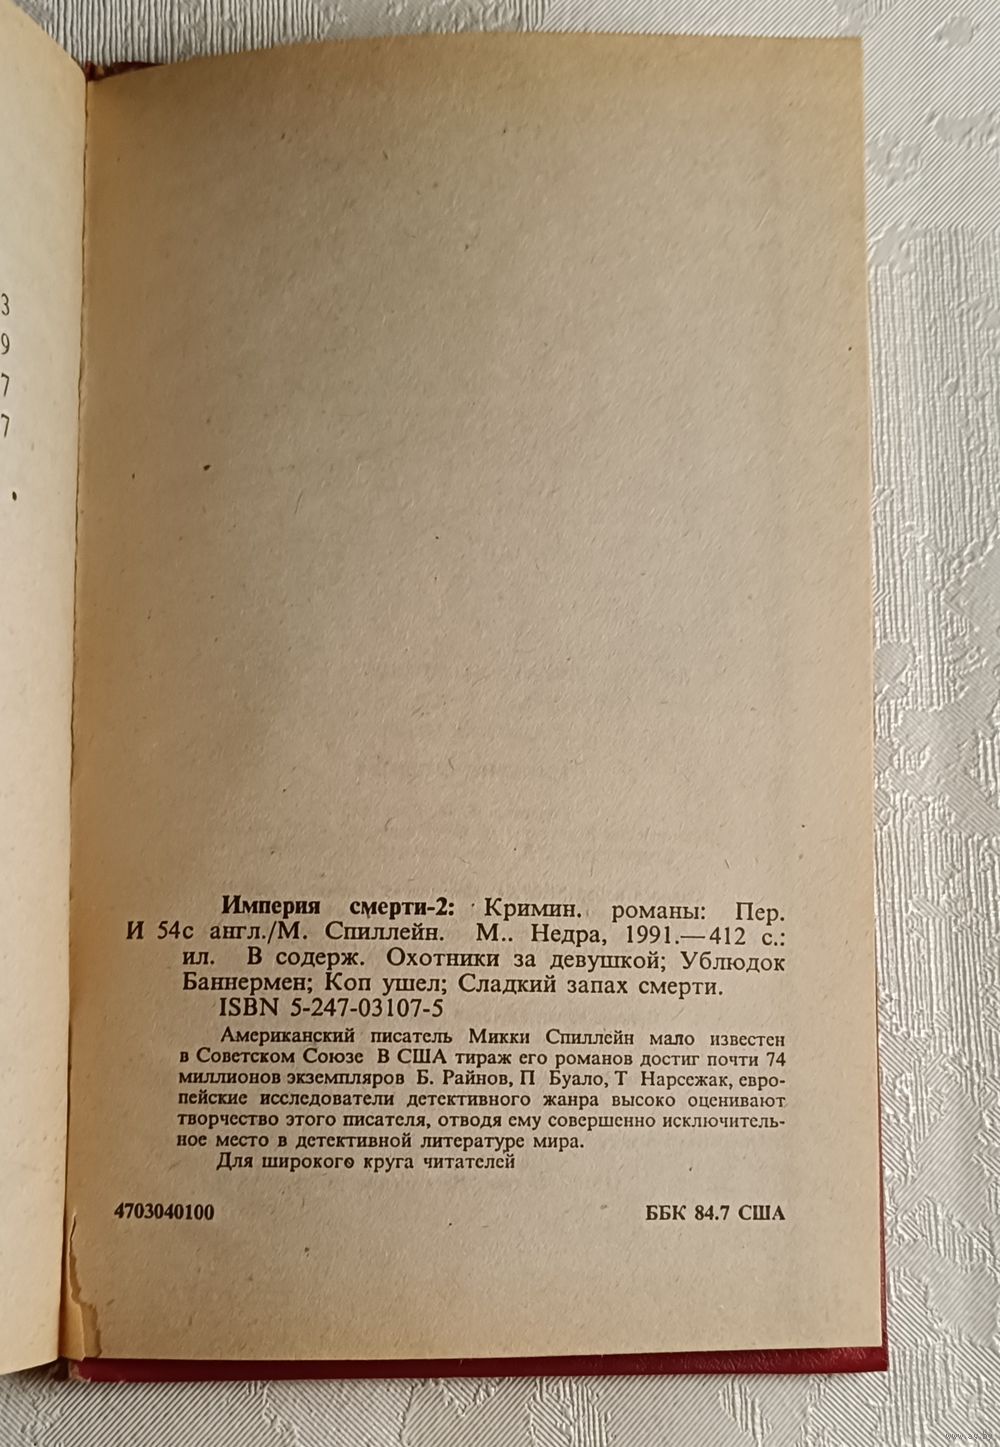 3
9
7
7
Империя смерти-2: Кримин. романы: Пер.
И 54с англ./М. Спиллейн. М.. Недра, 1991.— 412 с.:
ил. В содерж. Охотники за девушкой; Ублюдок
Баннермен; Коп ушел; Сладкий запах смерти.
ISBN 5-247-03107-5
Американский писатель Микки Спиллейн мало известен
в Советском Союзе В США тираж его романов достиг почти 74
миллионов экземпляров Б. Райнов, П Буало, Т Нарсежак, евро-
пейские исследователи детективного жанра высоко оценивают
творчество этого писателя, отводя ему совершенно исключитель-
ное место в детективной литературе мира.
Для широкого круга читателей
4703040100 ББК 84.7 США